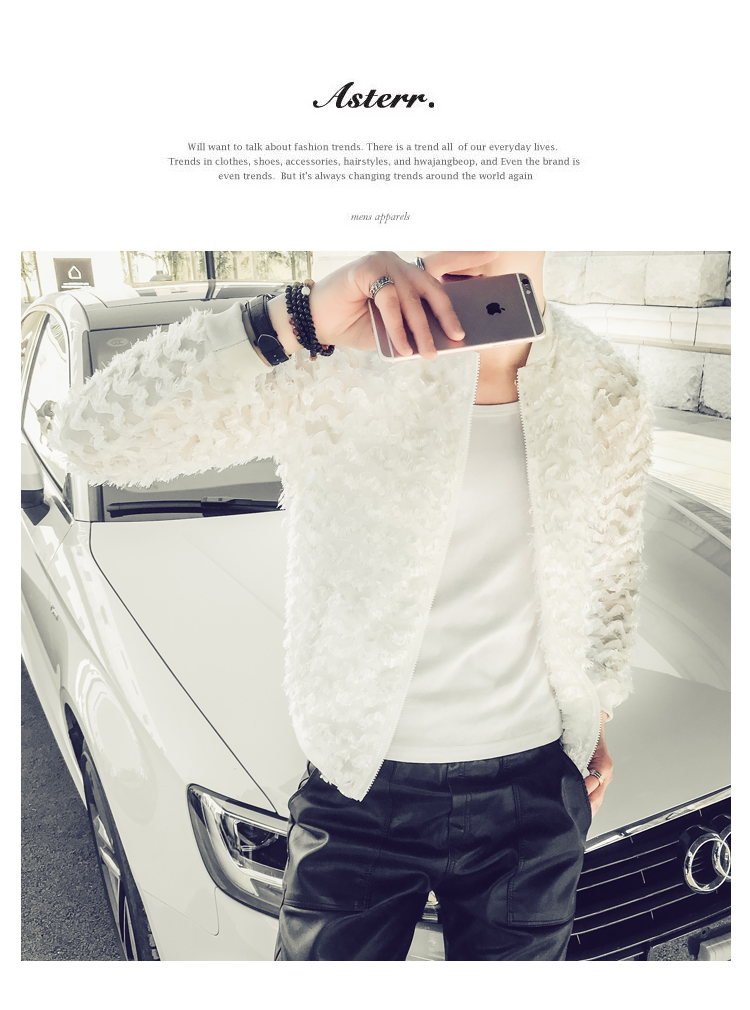 Asterr.
Will want to talk about fashion trends. There is a trend all of our everyday lives.
Trends in clothes, shoes, accessories, hairstyles, and hwajangbeop, and Even the brand is
even trends. But it's always changing trends around the world again
mens apparels